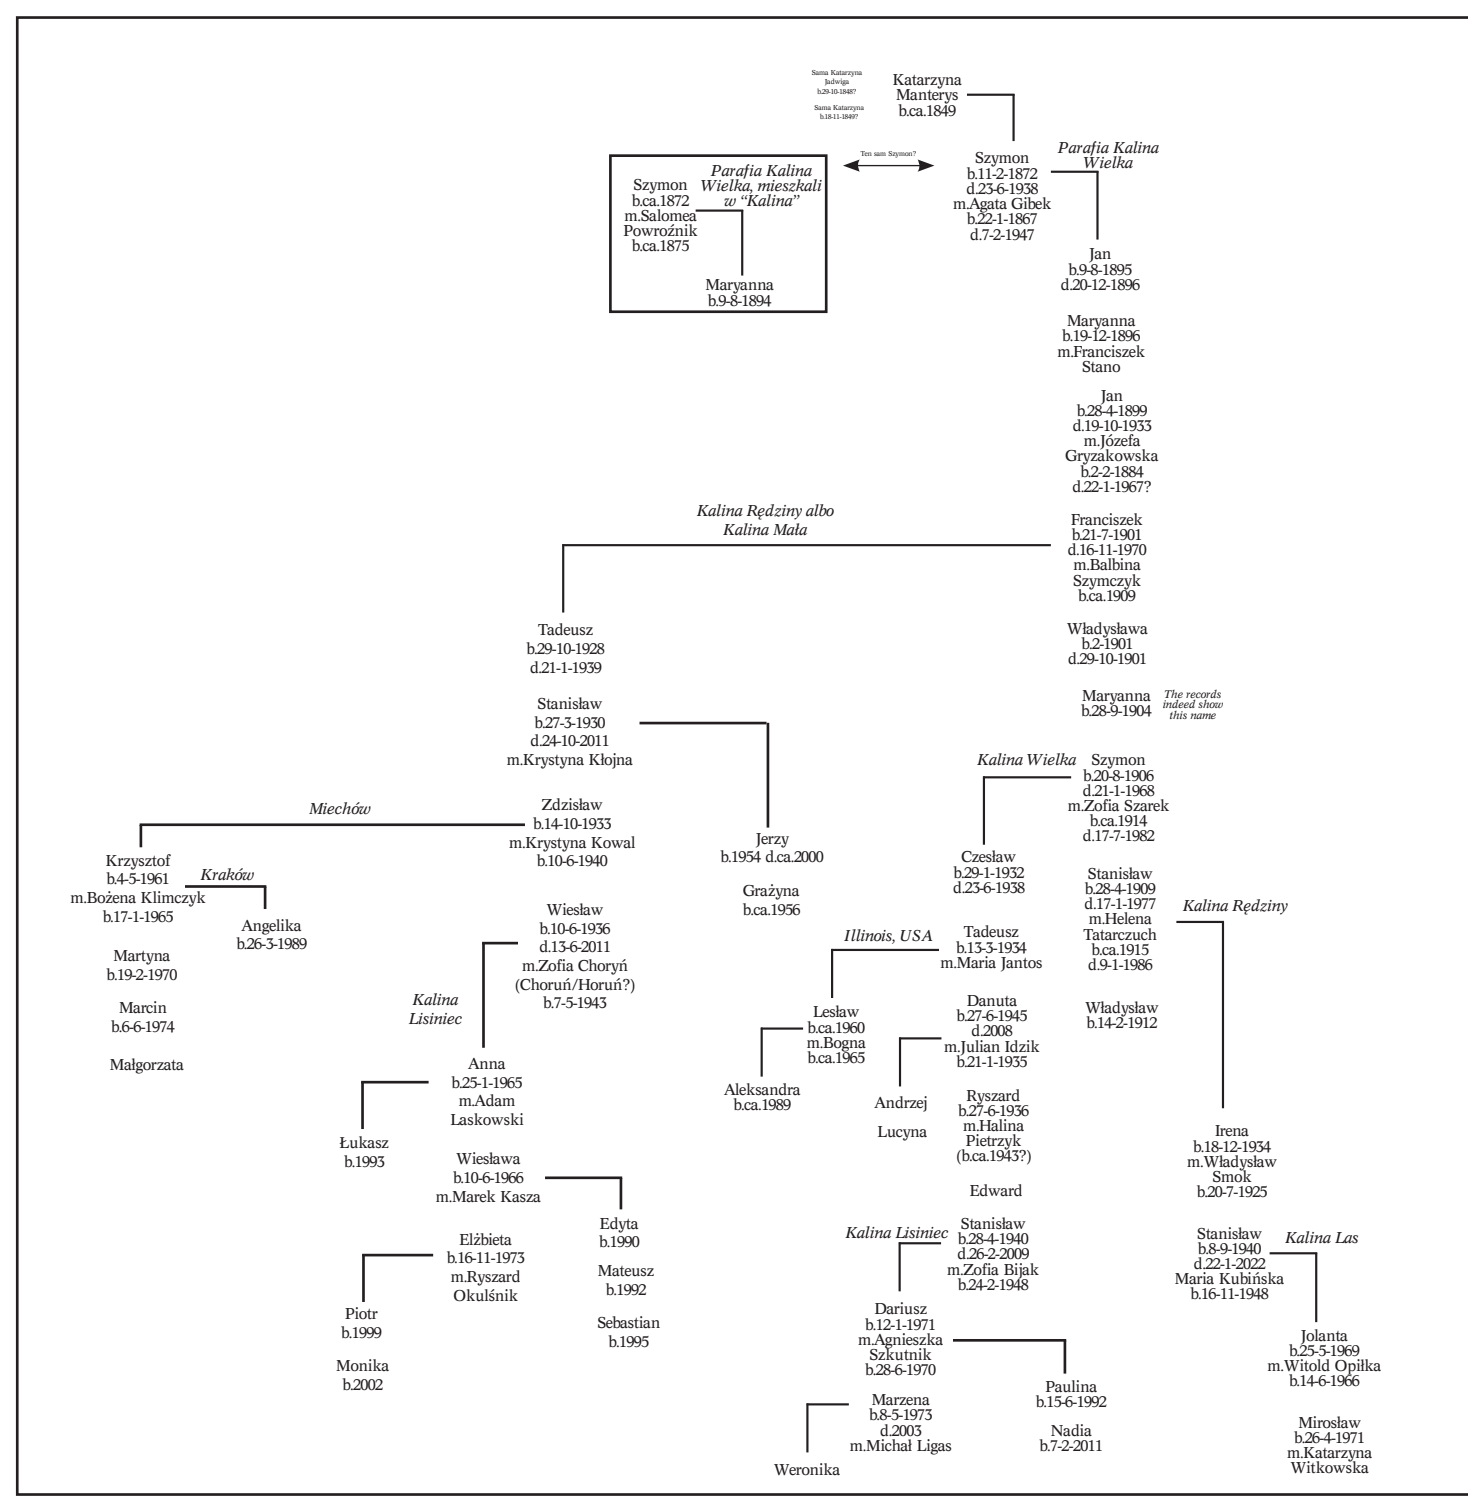 Sama Katarzyna
Jadwiga
b.29-10-1848?
Sama Katarzyna
b.18-11-1849?
Katarzyna
Manterys
b.ca.1849
Ten sam Szymon?
Szymon
b.11-2-1872
d.23-6-1938
m.Agata Gibek
b.22-1-1867
d.7-2-1947
Parafia Kalina
Wielka
Szymon
b.ca.1872
m.Salomea
Powroźnik
b.ca.1875
Parafia Kalina
Wielka, mieszkali
w “Kalina”
Maryanna
b.9-8-1894
Jan
b.9-8-1895
d.20-12-1896
Maryanna
b.19-12-1896
m.Franciszek
Stano
Jan
b.28-4-1899
d.19-10-1933
m.Józefa
Gryzakowska
b.2-2-1884
d.22-1-1967?
Kalina Rędziny albo
Kalina Mała
Franciszek
b.21-7-1901
d.16-11-1970
m.Balbina
Szymczyk
b.ca.1909
Władysława
b.2-1901
d.29-10-1901
Maryanna
b.28-9-1904
The records
indeed show
this name
Tadeusz
b.29-10-1928
d.21-1-1939
Stanisław
b.27-3-1930
d.24-10-2011
m.Krystyna Kłojna
Kalina Wielka
Szymon
b.20-8-1906
d.21-1-1968
m.Zofia Szarek
b.ca.1914
d.17-7-1982
Miechów
Zdzisław
b.14-10-1933
m.Krystyna Kowal
b.10-6-1940
Jerzy
b.1954 d.ca.2000
Grażyna
b.ca.1956
Krzysztof
b.4-5-1961
m.Bożena Klimczyk
b.17-1-1965
Kraków
Angelika
b.26-3-1989
Martyna
b.19-2-1970
Marcin
b.6-6-1974
Małgorzata
Wiesław
b.10-6-1936
d.13-6-2011
m.Zofia Choryń
(Choruń/Horuń?)
b.7-5-1943
Kalina
Lisiniec
Czesław
b.29-1-1932
d.23-6-1938
Stanisław
b.28-4-1909
d.17-1-1977
m.Helena
Tatarczuch
b.ca.1915
d.9-1-1986
Kalina Rędziny
Illinois, USA
Tadeusz
b.13-3-1934
m.Maria Jantos
Władysław
b.14-2-1912
Lesław
b.ca.1960
m.Bogna
b.ca.1965
Danuta
b.27-6-1945
d.2008
m.Julian Idzik
b.21-1-1935
Aleksandra
b.ca.1989
Andrzej
Lucyna
Ryszard
b.27-6-1936
m.Halina
Pietrzyk
(b.ca.1943?)
Edward
Anna
b.25-1-1965
m.Adam
Laskowski
Łukasz
b.1993
Wiesława
b.10-6-1966
m.Marek Kasza
Edyta
b.1990
Mateusz
b.1992
Sebastian
b.1995
Elżbieta
b.16-11-1973
m.Ryszard
Okulśnik
Piotr
b.1999
Monika
b.2002
Irena
b.18-12-1934
m.Władysław
Smok
b.20-7-1925
Kalina Lisiniec
Stanisław
b.28-4-1940
d.26-2-2009
m.Zofia Bijak
b.24-2-1948
Stanisław
b.8-9-1940
d.22-1-2022
Maria Kubińska
b.16-11-1948
Kalina Las
Dariusz
b.12-1-1971
m.Agnieszka
Szkutnik
b.28-6-1970
Jolanta
b.25-5-1969
m.Witold Opiłka
b.14-6-1966
Paulina
b.15-6-1992
Nadia
b.7-2-2011
Marzena
b.8-5-1973
d.2003
m.Michał Ligas
Weronika
Mirosław
b.26-4-1971
m.Katarzyna
Witkowska